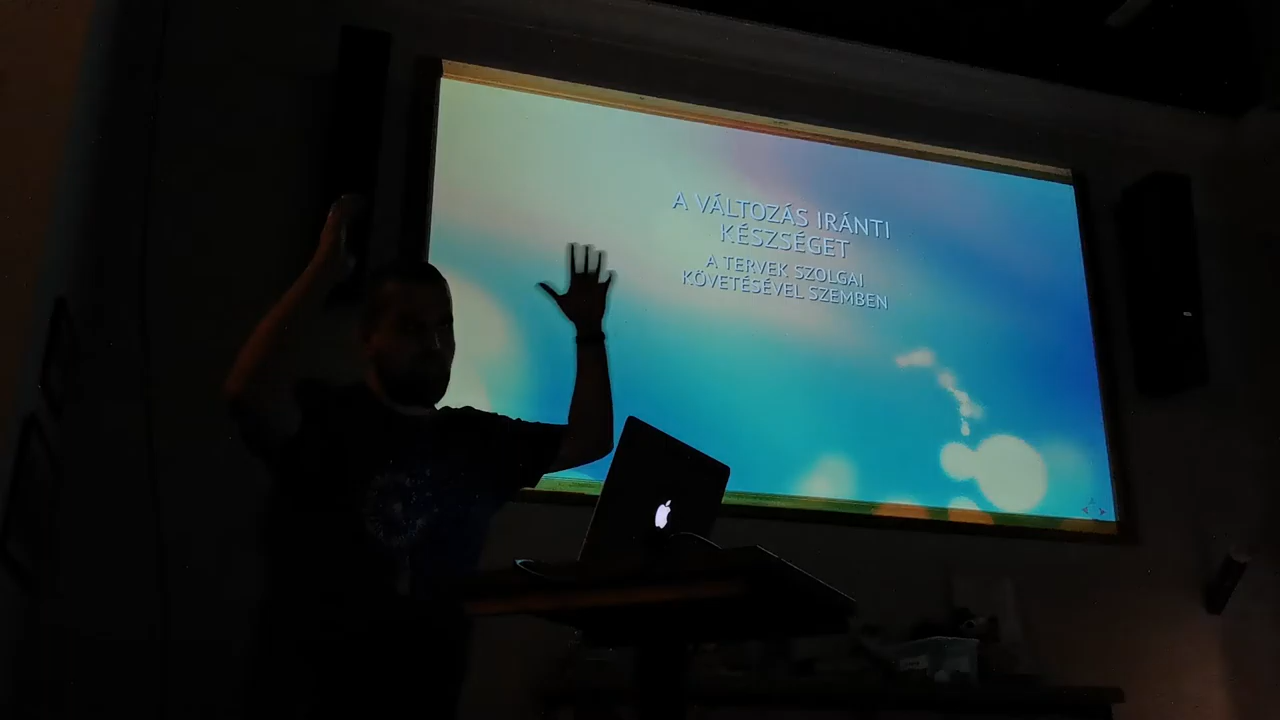 A VÁLTOZÁS IRÁNTI
KÉSZSÉGET
A TERVEK SZOLGAI
KÖVETÉSÉVEL SZEMBEN